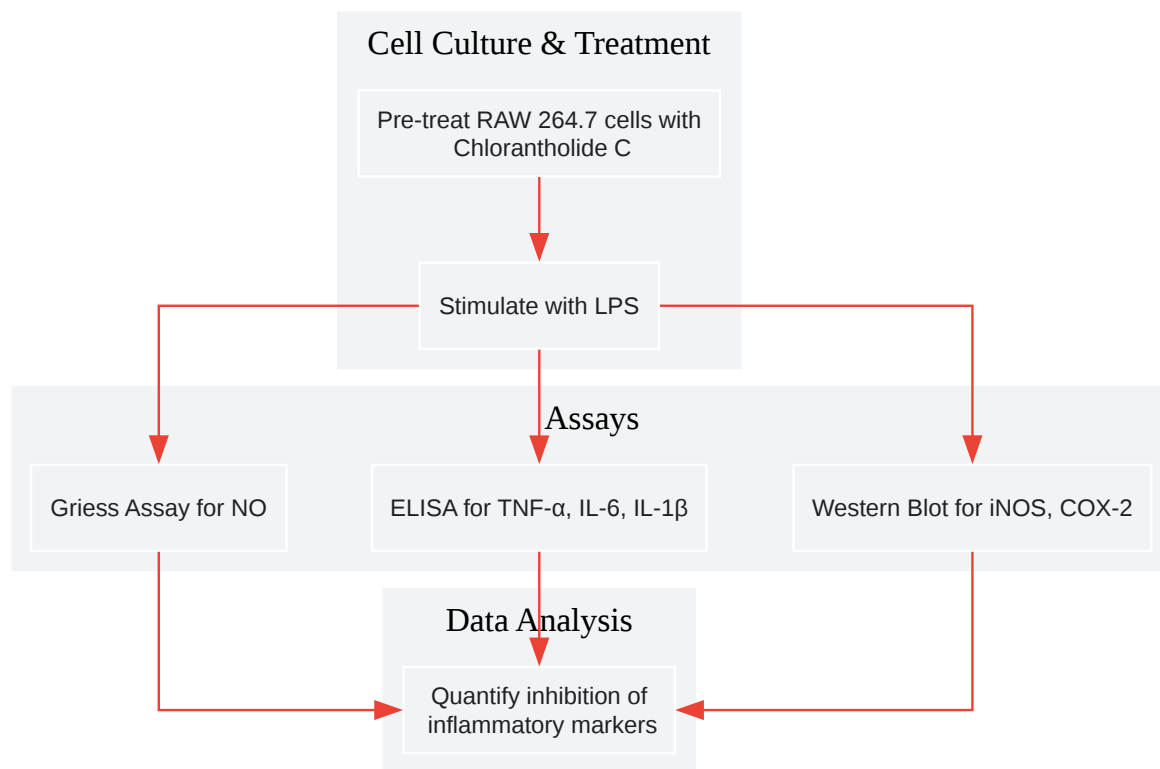 Cell Culture & Treatment
Pre-treat RAW 264.7 cells with
Chlorantholide C
Stimulate with LPS
Assays
Griess Assay for NO
ELISA for TNF-α, IL-6, IL-1β
Western Blot for iNOS, COX-2
Data Analysis
Quantify inhibition of
inflammatory markers